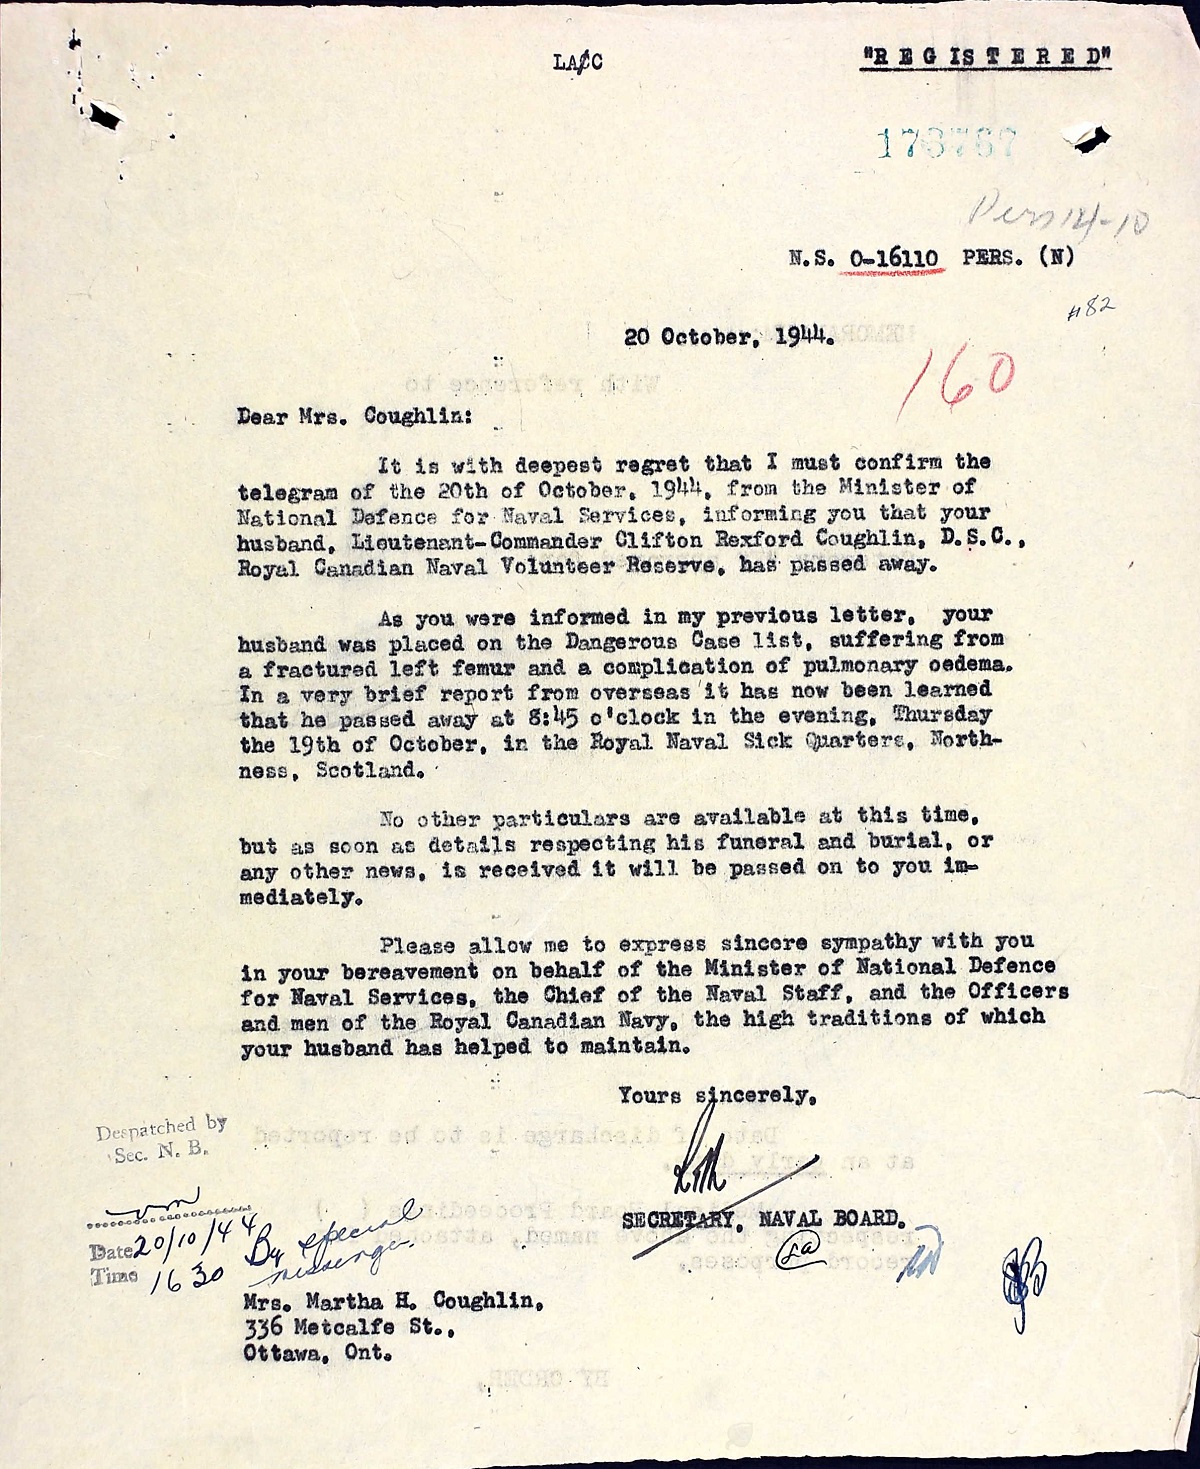 LACC
"REGISTERED"
173767
Pers 14-10
N.S. O-16110 PERS. (N)
#82
20 October, 1944.
160
Dear Mrs. Coughlin:
It is with deepest regret that I must confirm the
telegram of the 20th of October, 1944, from the Minister of
National Defence for Naval Services, informing you that your
husband, Lieutenant-Commander Clifton Rexford Coughlin, D.S.C.,
Royal Canadian Naval Volunteer Reserve, has passed away.
As you were informed in my previous letter, your
husband was placed on the Dangerous Case list, suffering from
a fractured left femur and a complication of pulmonary oedema.
In a very brief report from overseas it has now been learned
that he passed away at 8:45 o'clock in the evening, Thursday
the 19th of October, in the Royal Naval Sick Quarters, North-
ness, Scotland.
No other particulars are available at this time,
but as soon as details respecting his funeral and burial, or
any other news, is received it will be passed on to you im-
mediately.
Please allow me to express sincere sympathy with you
in your bereavement on behalf of the Minister of National Defence
for Naval Services, the Chief of the Naval Staff, and the Officers
and men of the Royal Canadian Navy, the high traditions of which
your husband has helped to maintain.
Yours sincerely,
SECRETARY, NAVAL BOARD.
Despatched by
Sec. N. B.
Date 20/10/44
Time 1630
By special
messenger.
Mrs. Martha H. Coughlin,
336 Metcalfe St.,
Ottawa, Ont.